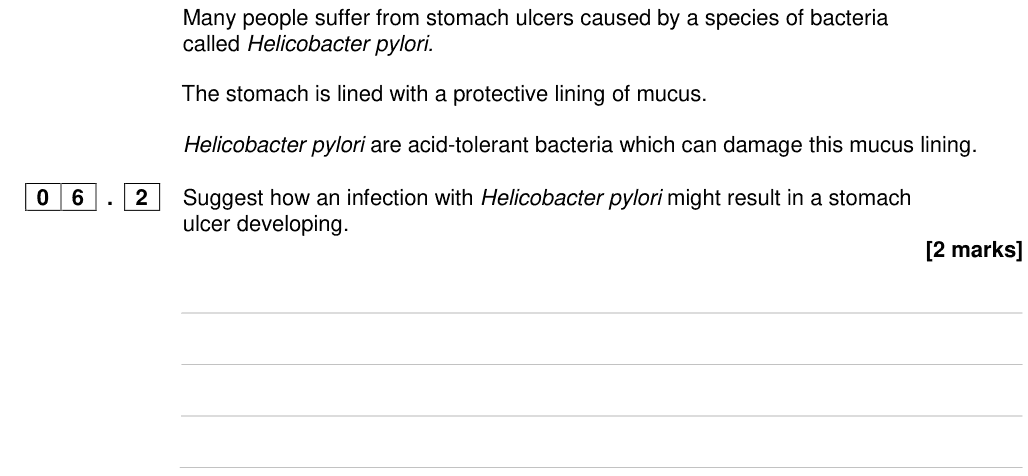 Many people suffer from stomach ulcers caused by a species of bacteria
called Helicobacter pylori.
The stomach is lined with a protective lining of mucus.
Helicobacter pylori are acid-tolerant bacteria which can damage this mucus lining.
0 6 . 2 Suggest how an infection with Helicobacter pylori might result in a stomach
ulcer developing.
[2 marks]